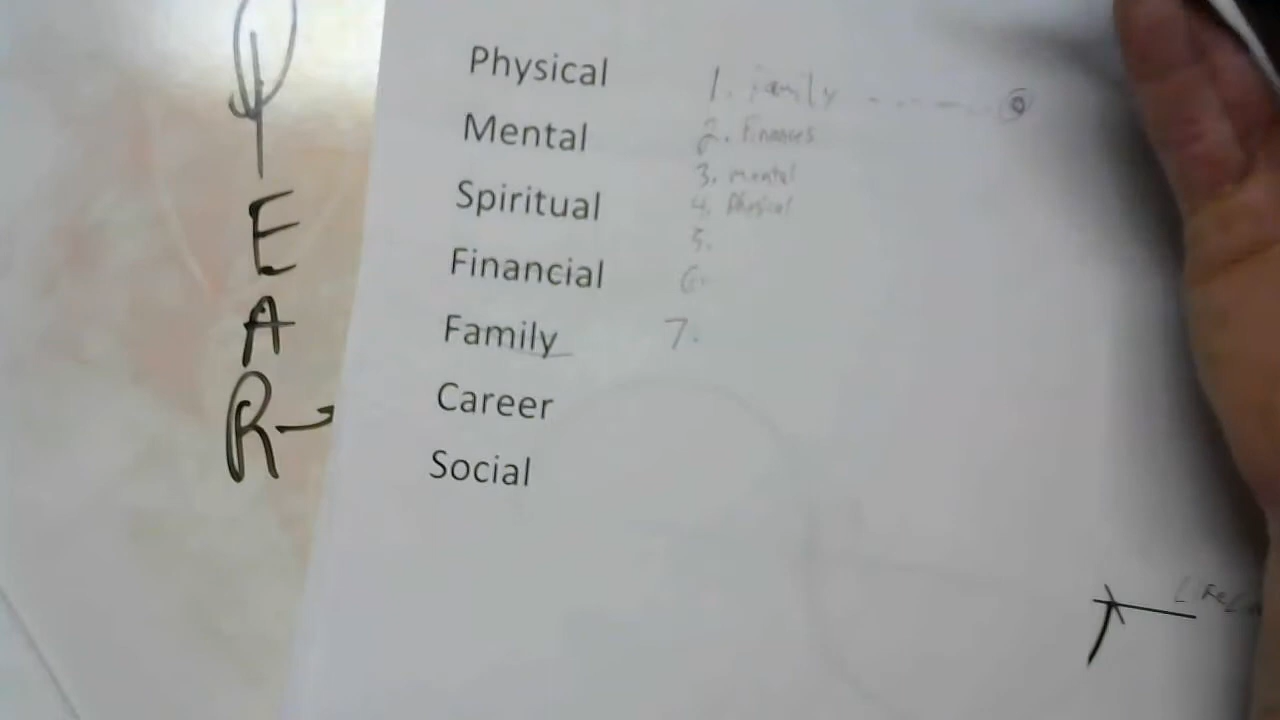 E
A
R
Physical
Mental
Spiritual
Financial
Family
Career
Social
1. Family
2. Finances
3. mental
4. Physical
5.
6.
7.